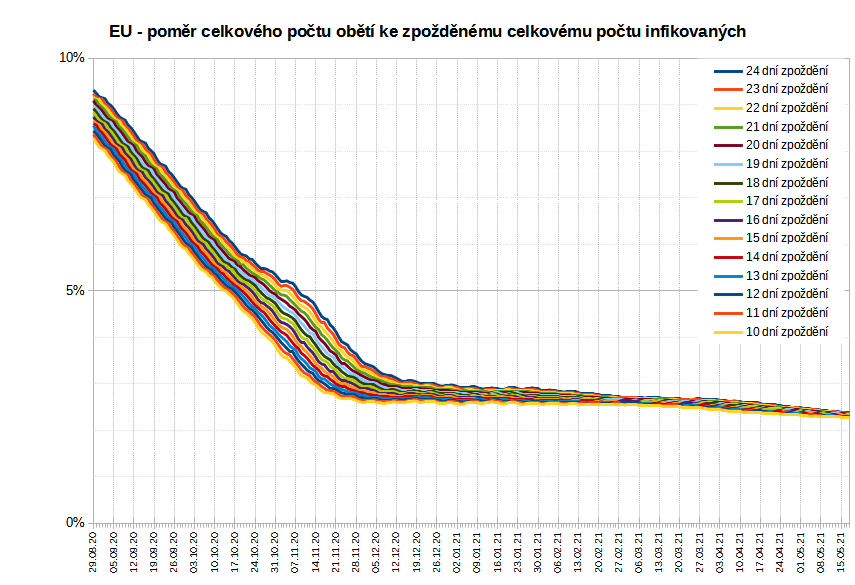 EU - poměr celkového počtu obětí ke zpožděnému celkovému počtu infikovaných
10%
5%
0%
24 dní zpoždění
23 dní zpoždění
22 dní zpoždění
21 dní zpoždění
20 dní zpoždění
19 dní zpoždění
18 dní zpoždění
17 dní zpoždění
16 dní zpoždění
15 dní zpoždění
14 dní zpoždění
13 dní zpoždění
12 dní zpoždění
11 dní zpoždění
10 dní zpoždění
29.08.20
05.09.20
12.09.20
19.09.20
26.09.20
03.10.20
10.10.20
17.10.20
24.10.20
31.10.20
07.11.20
14.11.20
21.11.20
28.11.20
05.12.20
12.12.20
19.12.20
26.12.20
02.01.21
09.01.21
16.01.21
23.01.21
30.01.21
06.02.21
13.02.21
20.02.21
27.02.21
06.03.21
13.03.21
20.03.21
27.03.21
03.04.21
10.04.21
17.04.21
24.04.21
01.05.21
08.05.21
15.05.21